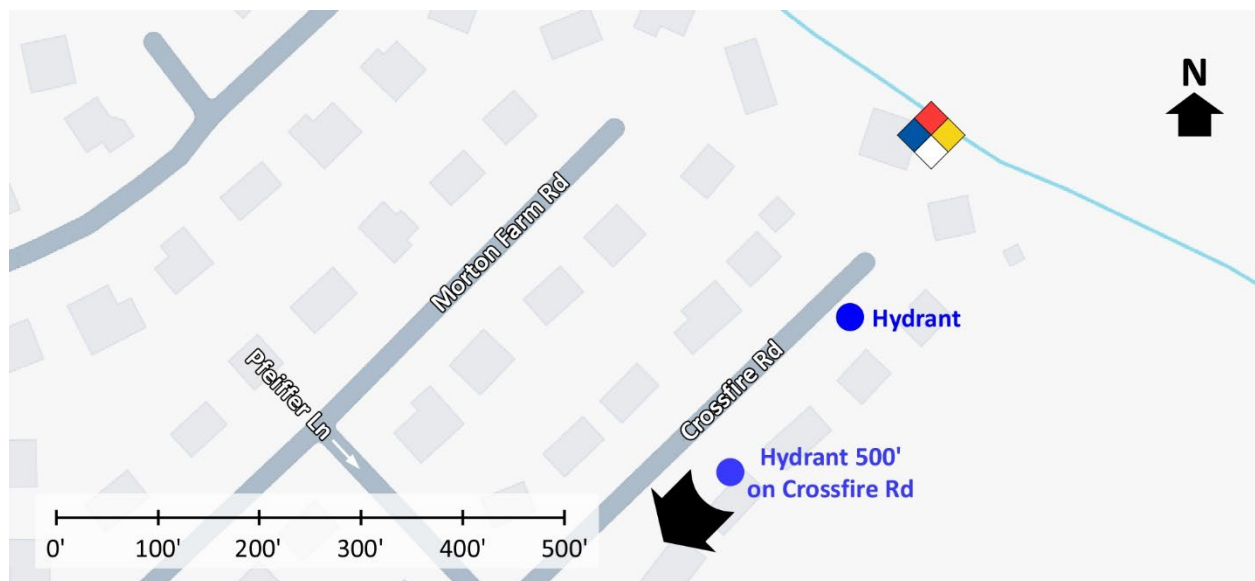 N
Morton Farm Rd
Hydrant
Pfeiffer Ln
Crossfire Rd
Hydrant 500'
on Crossfire Rd
0' 100' 200' 300' 400' 500'